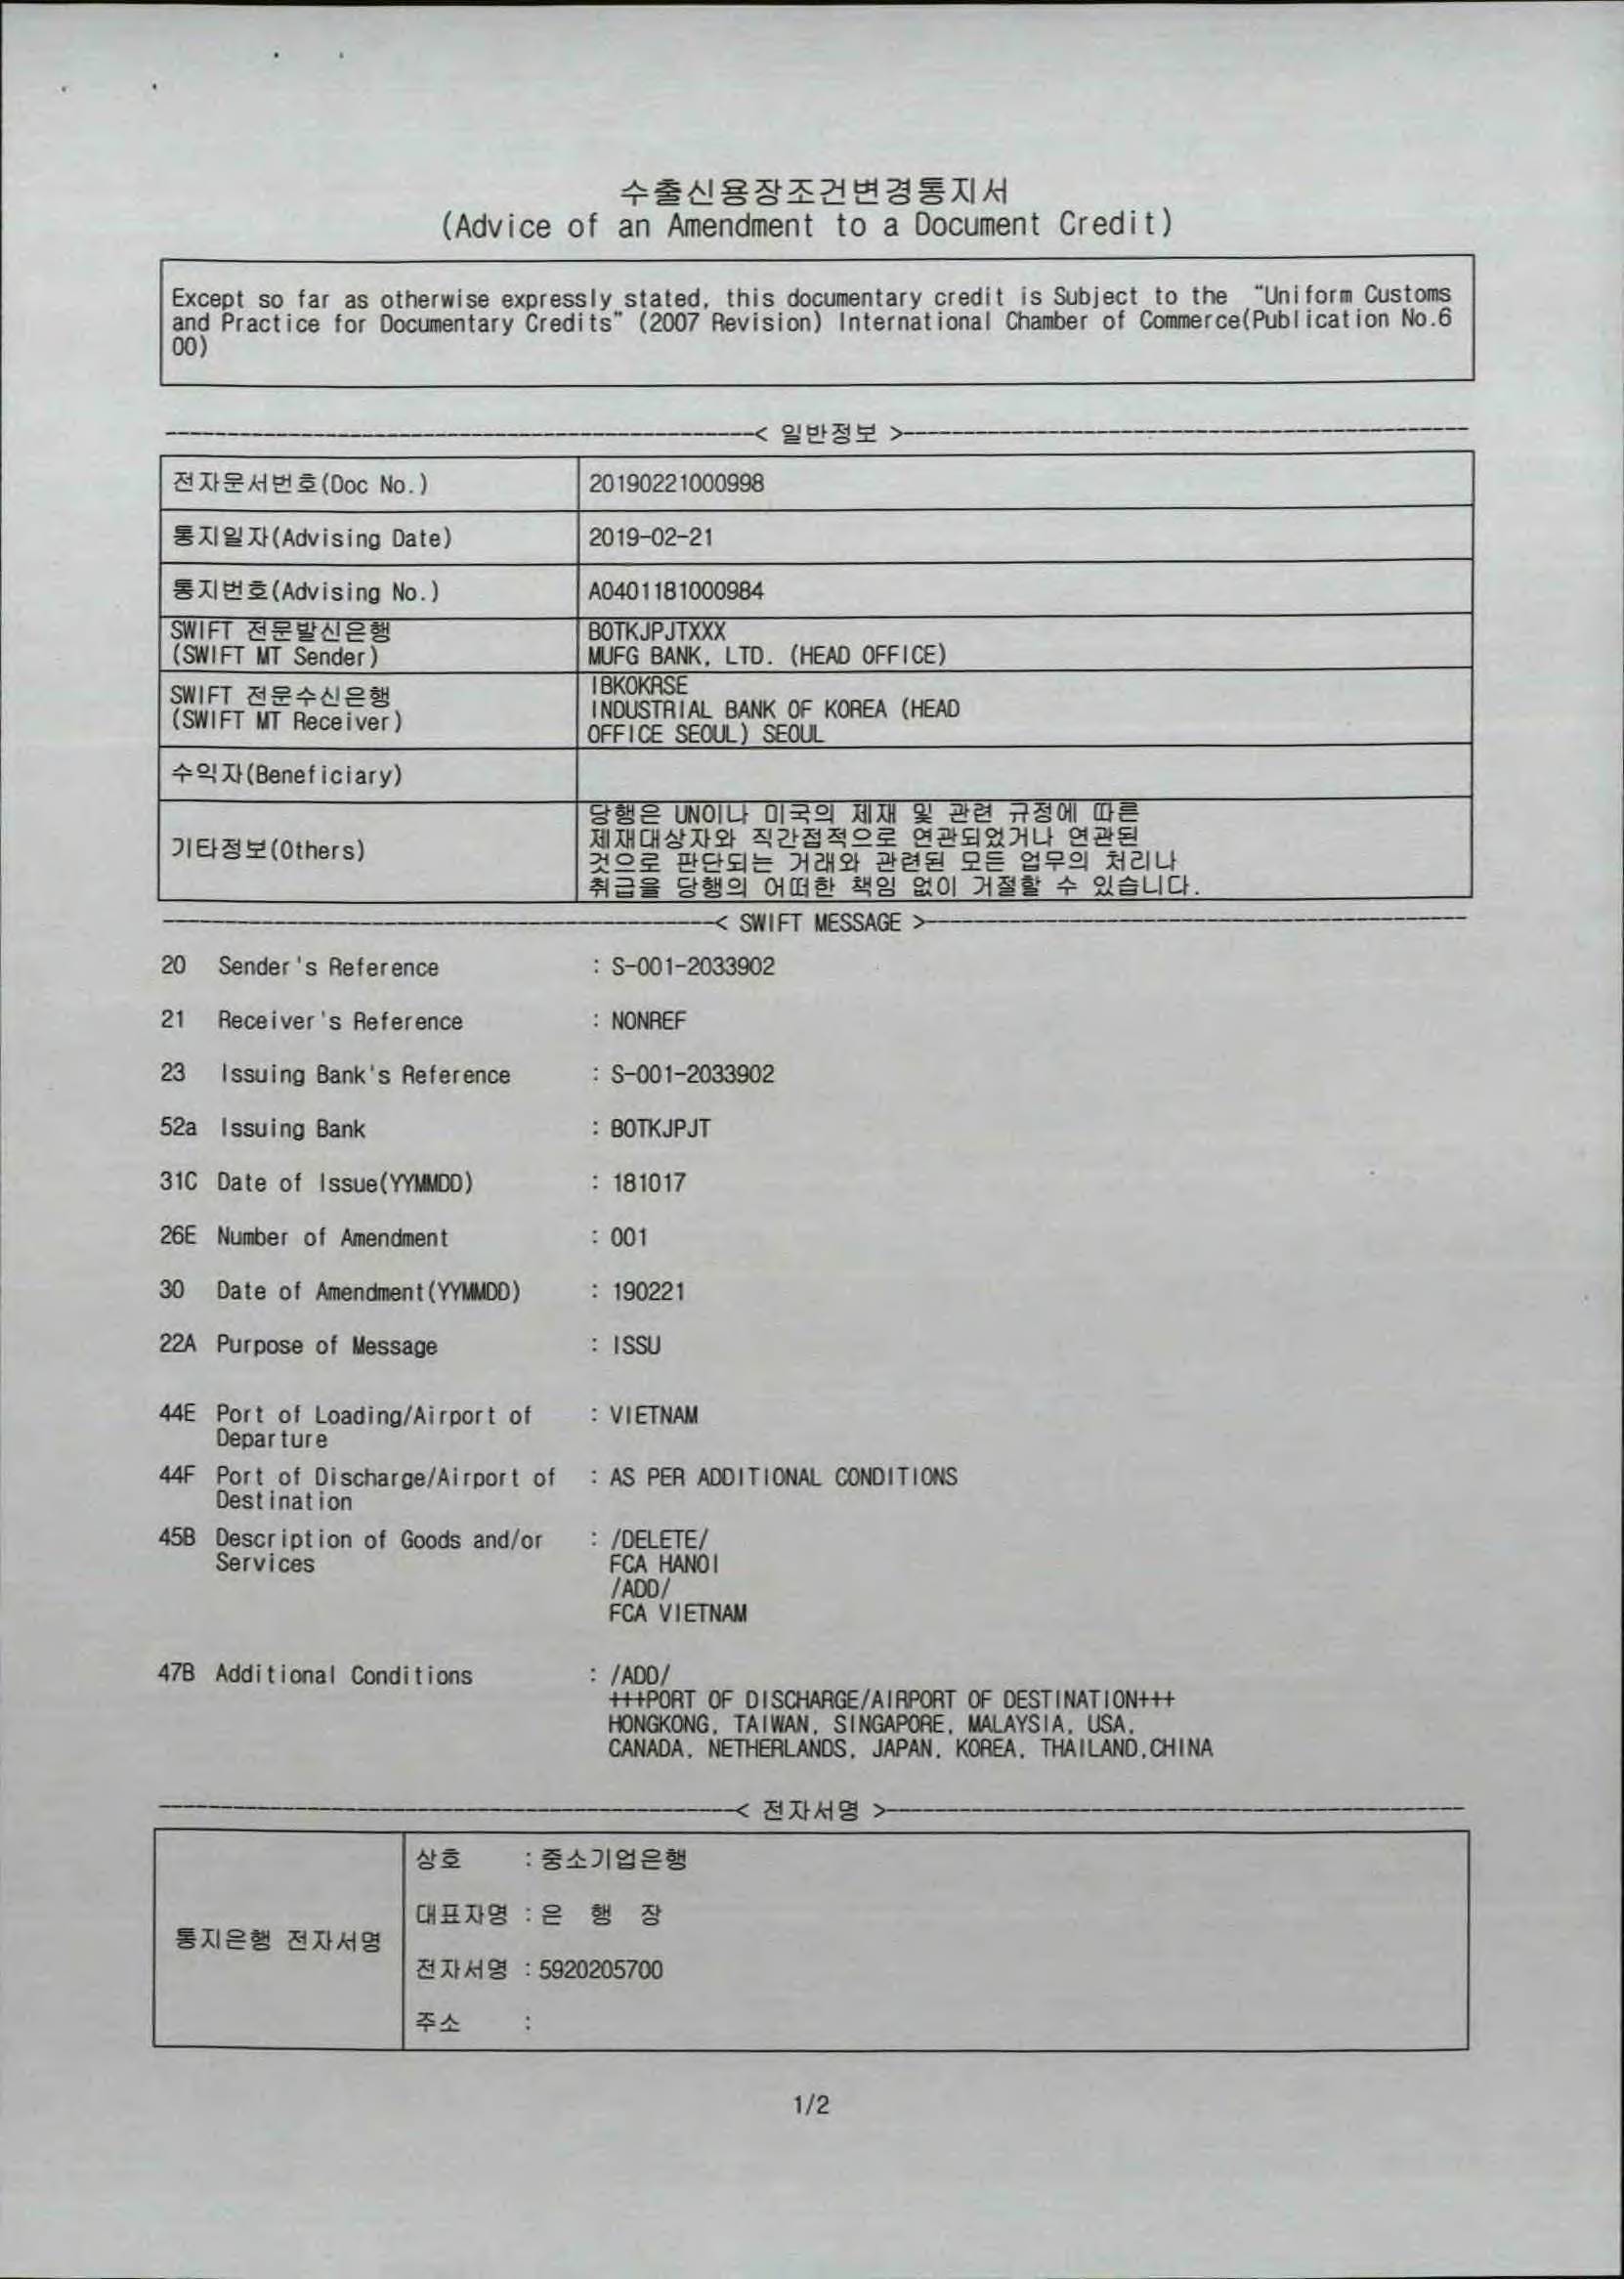 수출신용장조건변경통지서
(Advice of an Amendment to a Document Credit)
Except so far as otherwise expressly stated, this documentary credit is Subject to the "Uniform Customs
and Practice for Documentary Credits" (2007 Revision) International Chamber of Commerce(Publication No.6
00)
< 일반정보 >
전자문서번호(Doc No.) 20190221000998
통지일자(Advising Date) 2019-02-21
통지번호(Advising No.) A0401181000984
SWIFT 전문발신은행 BOTKJPJTXXX
(SWIFT MT Sender) MUFG BANK, LTD. (HEAD OFFICE)
SWIFT 전문수신은행
(SWIFT MT Receiver)
IBKOKRSE
INDUSTRIAL BANK OF KOREA (HEAD
OFFICE SEOUL) SEOUL
수익자(Beneficiary)
기타정보(Others)
당행은 UN이나 미국의 제재 및 관련 규정에 따른
제재대상자와 직간접적으로 연관되었거나 연관된
것으로 판단되는 거래와 관련된 모든 업무의 처리나
취급을 당행의 어떠한 책임 없이 거절할 수 있습니다.
< SWIFT MESSAGE >
20 Sender's Reference : S-001-2033902
21 Receiver's Reference : NONREF
23 Issuing Bank's Reference : S-001-2033902
52a Issuing Bank : BOTKJPJT
31C Date of Issue(YYMMDD) : 181017
26E Number of Amendment : 001
30 Date of Amendment(YYMMDD) : 190221
22A Purpose of Message : ISSU
44E Port of Loading/Airport of : VIETNAM
Departure
44F Port of Discharge/Airport of : AS PER ADDITIONAL CONDITIONS
Destination
45B Description of Goods and/or : /DELETE/
Services FCA HANOI
/ADD/
FCA VIETNAM
47B Additional Conditions : /ADD/
+++PORT OF DISCHARGE/AIRPORT OF DESTINATION+++
HONGKONG, TAIWAN, SINGAPORE, MALAYSIA, USA,
CANADA, NETHERLANDS, JAPAN, KOREA, THAILAND,CHINA
< 전자서명 >
통지은행 전자서명
상호 : 중소기업은행
대표자명 : 은 행 장
전자서명 : 5920205700
주소 :
1/2